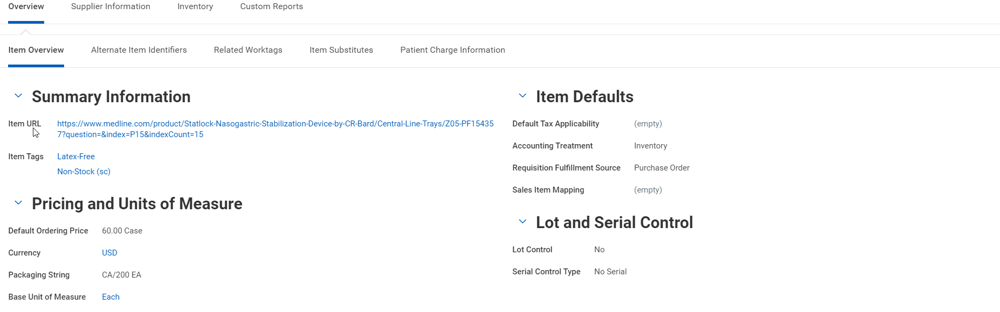 Overview Supplier Information Inventory Custom Reports
Item Overview Alternate Item Identifiers Related Worktags Item Substitutes Patient Charge Information
Summary Information
Item URL https://www.medline.com/product/Statlock-Nasogastric-Stabilization-Device-by-CR-Bard/Central-Line-Trays/Z05-PF15435
7?question=&index=P15&indexCount=15
Item Tags Latex-Free
Non-Stock (sc)
Pricing and Units of Measure
Default Ordering Price 60.00 Case
Currency USD
Packaging String CA/200 EA
Base Unit of Measure Each
Item Defaults
Default Tax Applicability (empty)
Accounting Treatment Inventory
Requisition Fulfillment Source Purchase Order
Sales Item Mapping (empty)
Lot and Serial Control
Lot Control No
Serial Control Type No Serial